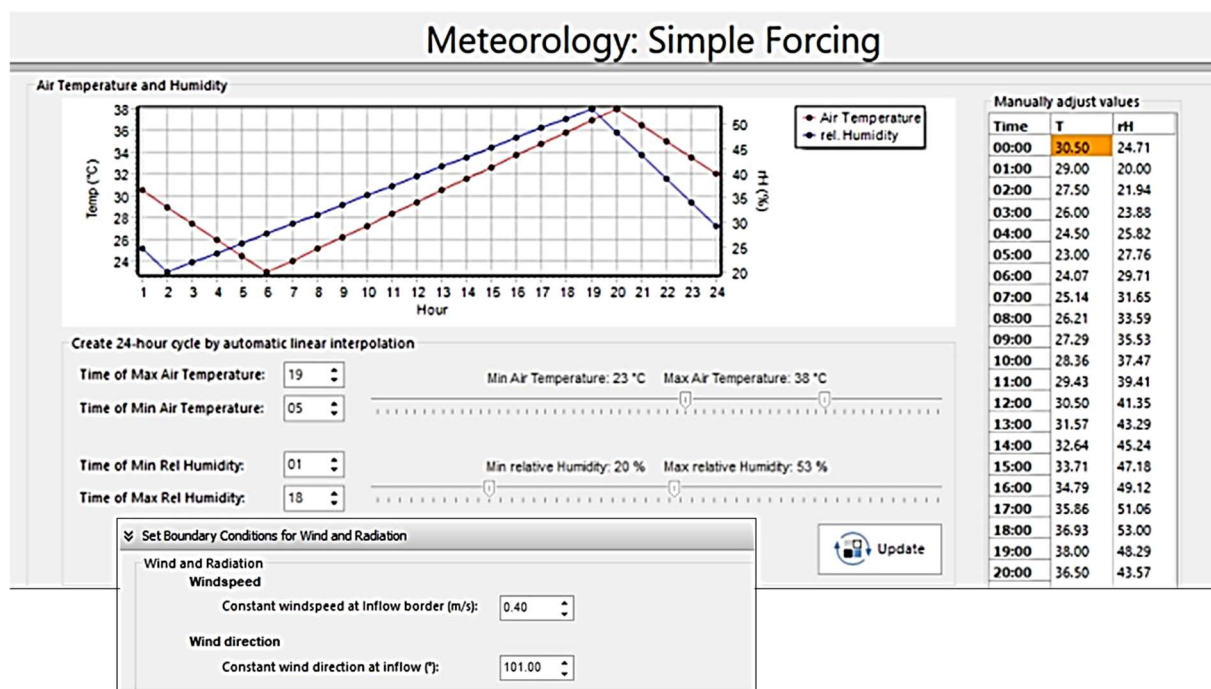 Meteorology: Simple Forcing
Air Temperature and Humidity
38
36
34
32
30
28
26
24
Temp (°C)
50
45
40
35
30
25
20
rH (%)
1 2 3 4 5 6 7 8 9 10 11 12 13 14 15 16 17 18 19 20 21 22 23 24
Hour
Air Temperature
rel. Humidity
Create 24-hour cycle by automatic linear interpolation
Time of Max Air Temperature: 19
Min Air Temperature: 23 °C Max Air Temperature: 38 °C
Time of Min Air Temperature: 05
Time of Min Rel Humidity: 01
Min relative Humidity: 20 % Max relative Humidity: 53 %
Time of Max Rel Humidity: 18
Update
Manually adjust values
Time T rH
00:00 30.50 24.71
01:00 29.00 20.00
02:00 27.50 21.94
03:00 26.00 23.88
04:00 24.50 25.82
05:00 23.00 27.76
06:00 24.07 29.71
07:00 25.14 31.65
08:00 26.21 33.59
09:00 27.29 35.53
10:00 28.36 37.47
11:00 29.43 39.41
12:00 30.50 41.35
13:00 31.57 43.29
14:00 32.64 45.24
15:00 33.71 47.18
16:00 34.79 49.12
17:00 35.86 51.06
18:00 36.93 53.00
19:00 38.00 48.29
20:00 36.50 43.57
Set Boundary Conditions for Wind and Radiation
Wind and Radiation
Windspeed
Constant windspeed at Inflow border (m/s): 0.40
Wind direction
Constant wind direction at inflow (°): 101.00